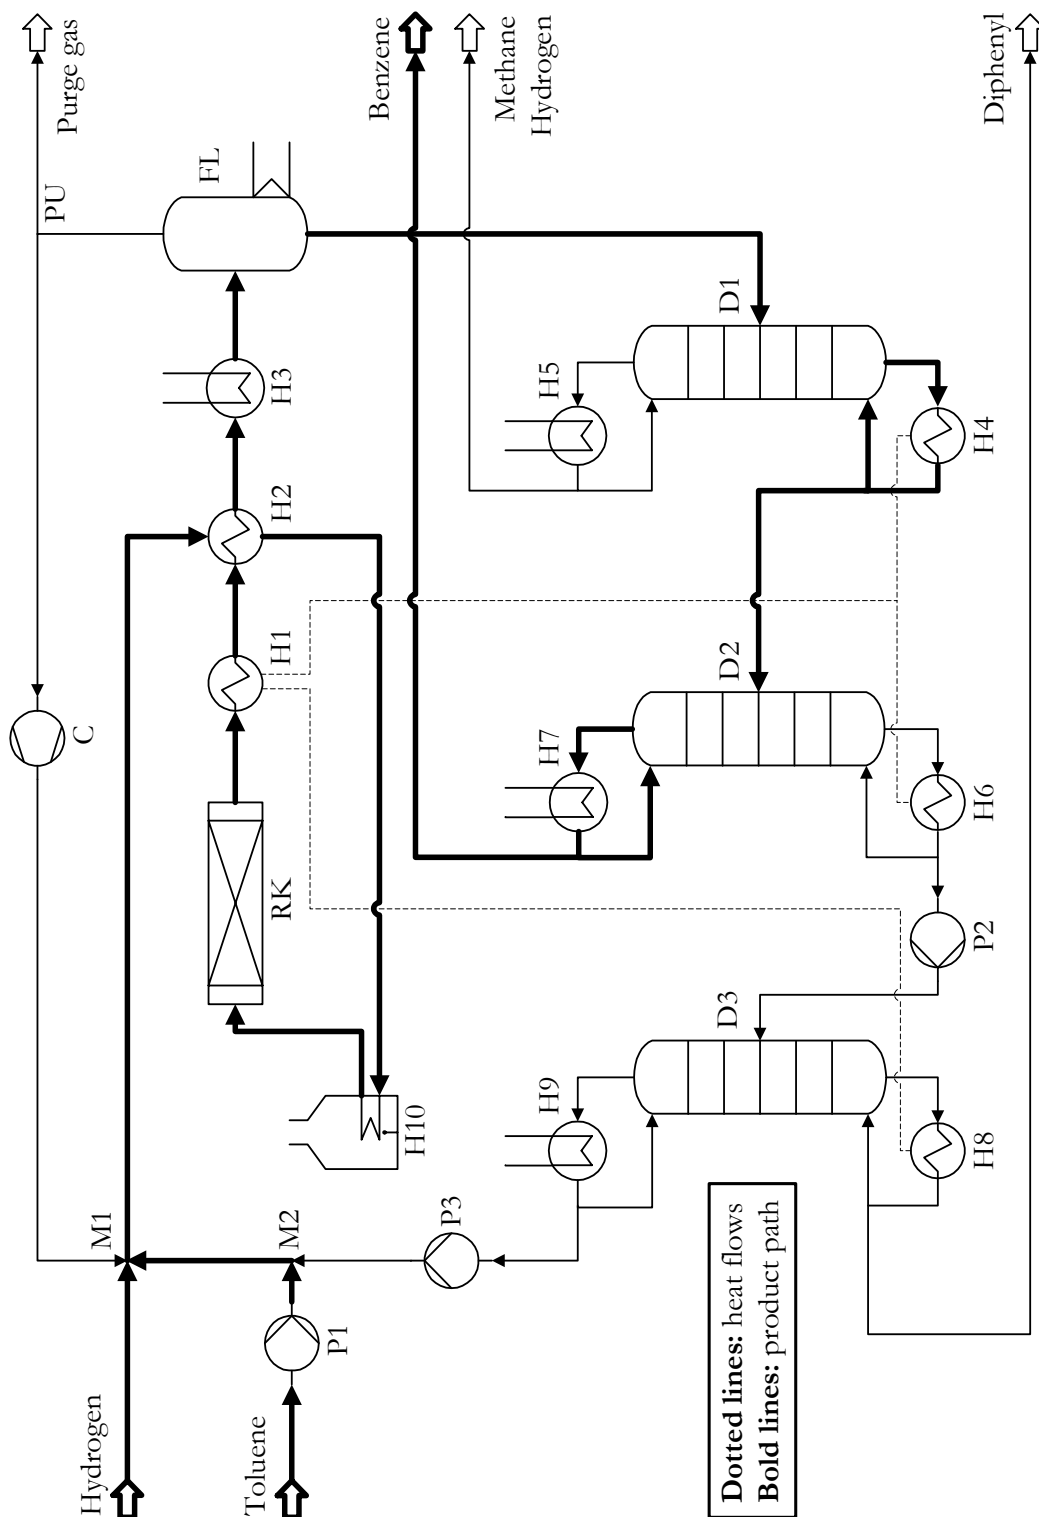 PU
Purge gas
C
Hydrogen
M1
FL
Toluene
M2
RK
H1
H2
H3
P1
Benzene
H10
P3
Methane
Hydrogen
H9
H7
H5
D3
D2
D1
Dotted lines: heat flows
Bold lines: product path
H8
P2
H6
H4
Diphenyl